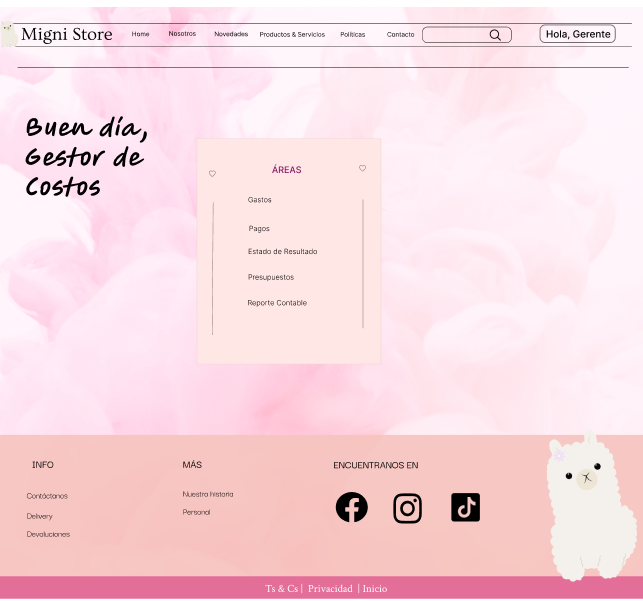 Migni Store
Home
Nosotros
Novedades
Productos & Servicios
Políticas
Contacto
Hola, Gerente
Buen día,
Gestor de
Costos
ÁREAS
Gastos
Pagos
Estado de Resultado
Presupuestos
Reporte Contable
INFO
Contáctanos
Delivery
Devoluciones
MÁS
Nuestra historia
Personal
ENCUENTRANOS EN
Ts & Cs | Privacidad | Inicio